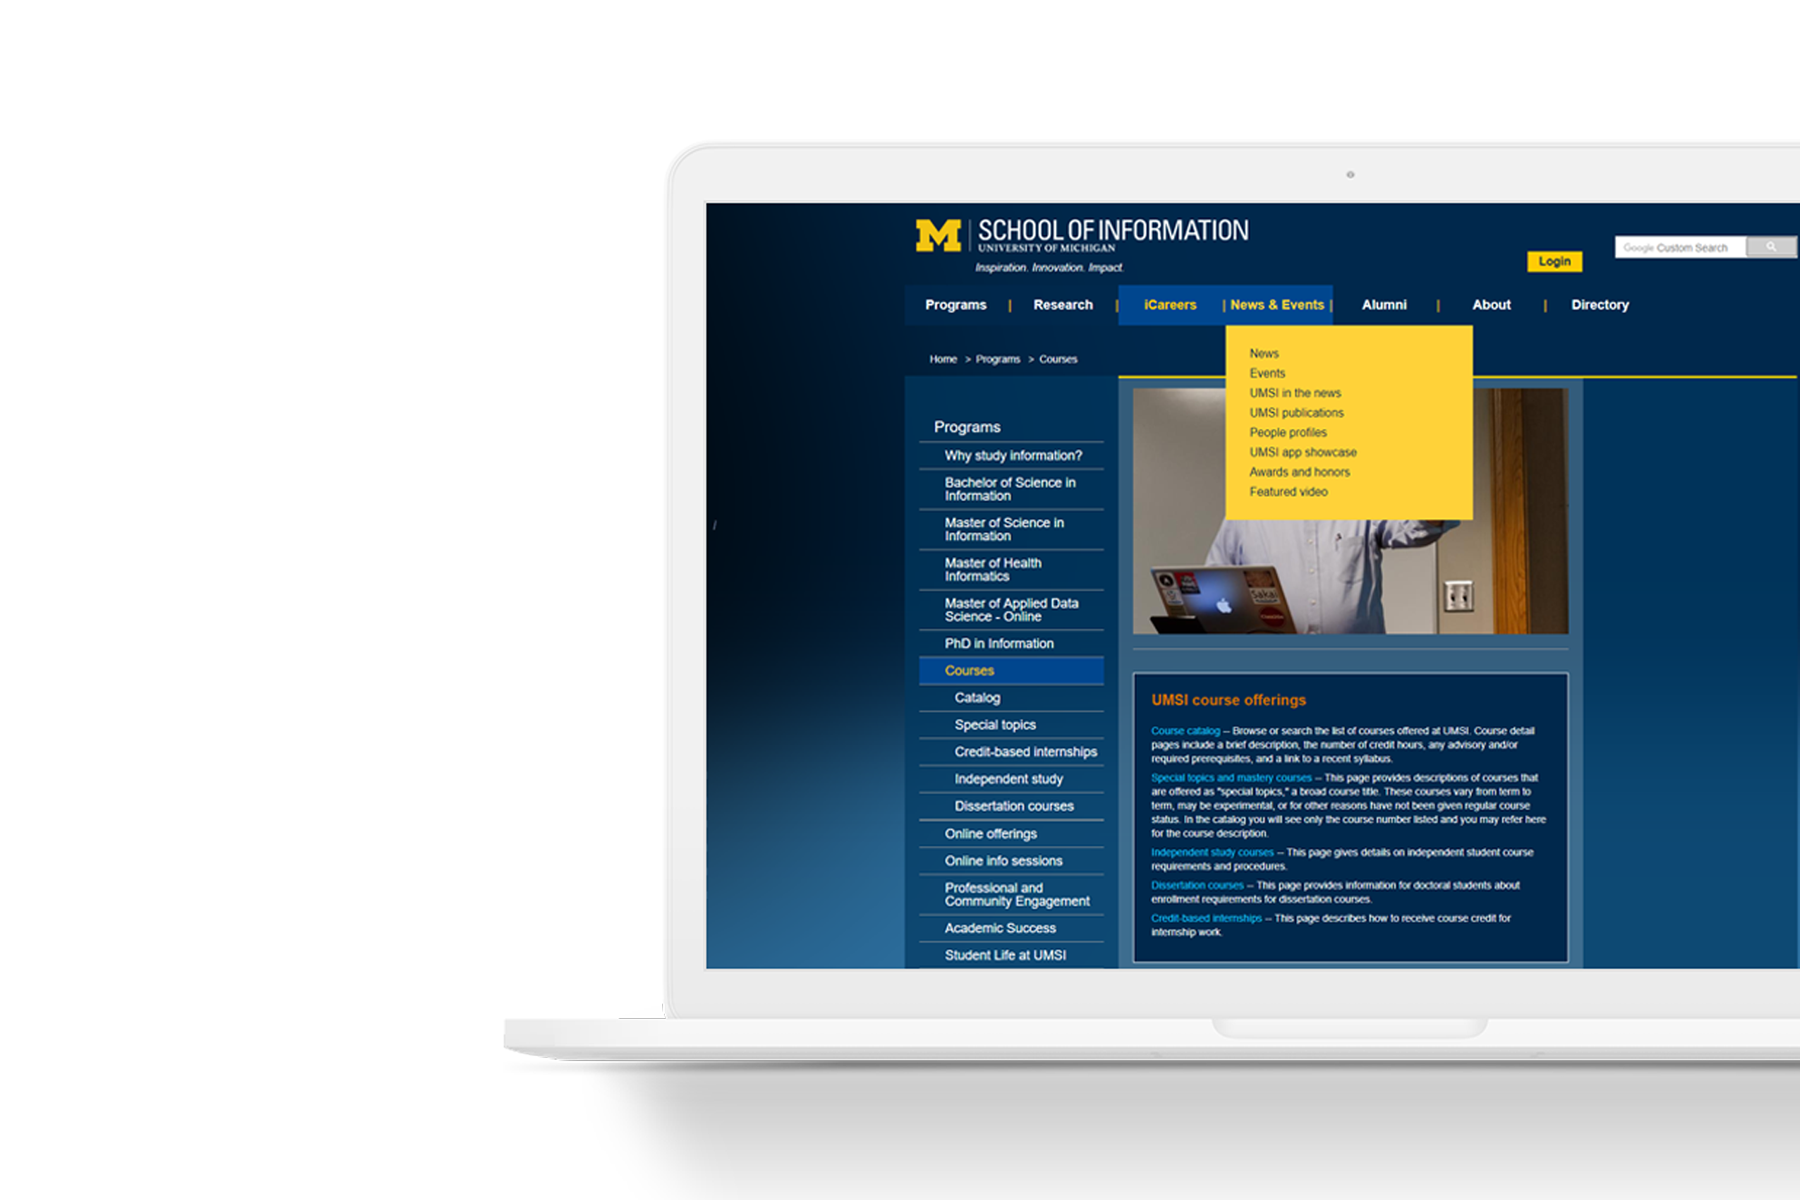 M | SCHOOL OF INFORMATION
UNIVERSITY OF MICHIGAN
Inspiration. Innovation. Impact.
Login
Google Custom Search
Programs | Research | iCareers | News & Events | Alumni | About | Directory
News
Events
UMSI in the news
UMSI publications
People profiles
UMSI app showcase
Awards and honors
Featured video
Home > Programs > Courses
Programs
Why study information?
Bachelor of Science in
Information
Master of Science in
Information
Master of Health
Informatics
Master of Applied Data
Science - Online
PhD in Information
Courses
Catalog
Special topics
Credit-based internships
Independent study
Dissertation courses
Online offerings
Online info sessions
Professional and
Community Engagement
Academic Success
Student Life at UMSI
Sakai
UMSI course offerings
Course catalog -- Browse or search the list of courses offered at UMSI. Course detail
pages include a brief description, the number of credit hours, any advisory and/or
required prerequisites, and a link to a recent syllabus.
Special topics and mastery courses -- This page provides descriptions of courses that
are offered as "special topics," a broad course title. These courses vary from term to
term, may be experimental, or for other reasons have not been given regular course
status. In the catalog you will see only the course number listed and you may refer here
for the course description.
Independent study courses -- This page gives details on independent student course
requirements and procedures.
Dissertation courses -- This page provides information for doctoral students about
enrollment requirements for dissertation courses.
Credit-based internships -- This page describes how to receive course credit for
internship work.